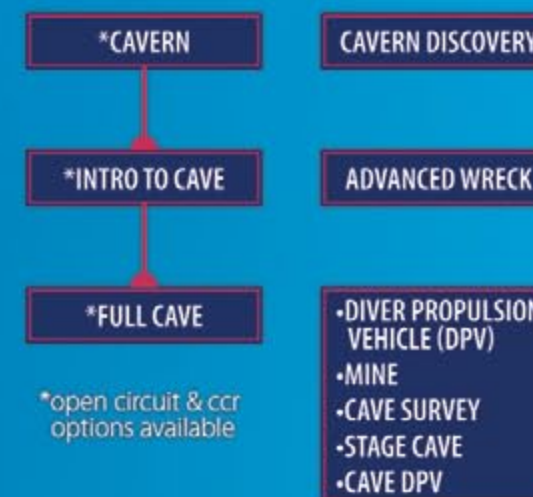 *CAVERN
*INTRO TO CAVE
*FULL CAVE
*open circuit & ccr
options available
CAVERN DISCOVERY
ADVANCED WRECK
•DIVER PROPULSION
VEHICLE (DPV)
•MINE
•CAVE SURVEY
•STAGE CAVE
•CAVE DPV